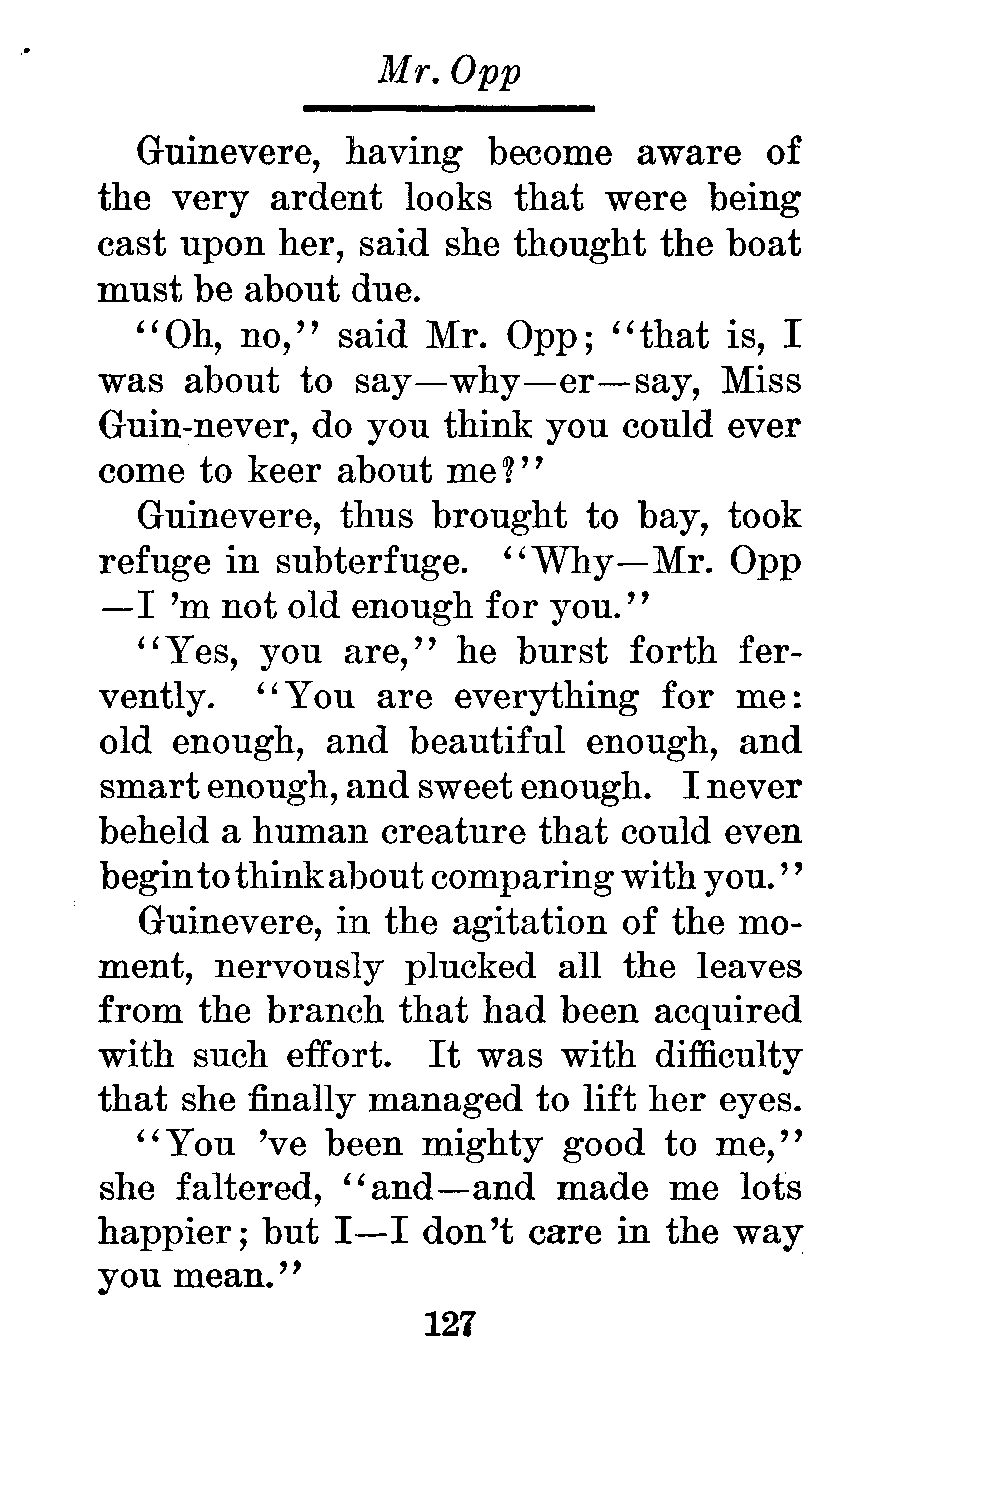 Mr. Opp
Guinevere, having become aware of
the very ardent looks that were being
cast upon her, said she thought the boat
must be about due.
“Oh, no,” said Mr. Opp; “that is, I
was about to say—why—er—say, Miss
Guin-never, do you think you could ever
come to keer about me?”
Guinevere, thus brought to bay, took
refuge in subterfuge. “Why—Mr. Opp
—I ’m not old enough for you.”
“Yes, you are,” he burst forth fer-
vently. “You are everything for me:
old enough, and beautiful enough, and
smart enough, and sweet enough. I never
beheld a human creature that could even
begin to think about comparing with you.”
Guinevere, in the agitation of the mo-
ment, nervously plucked all the leaves
from the branch that had been acquired
with such effort. It was with difficulty
that she finally managed to lift her eyes.
“You ’ve been mighty good to me,”
she faltered, “and—and made me lots
happier; but I—I don’t care in the way
you mean.”
127